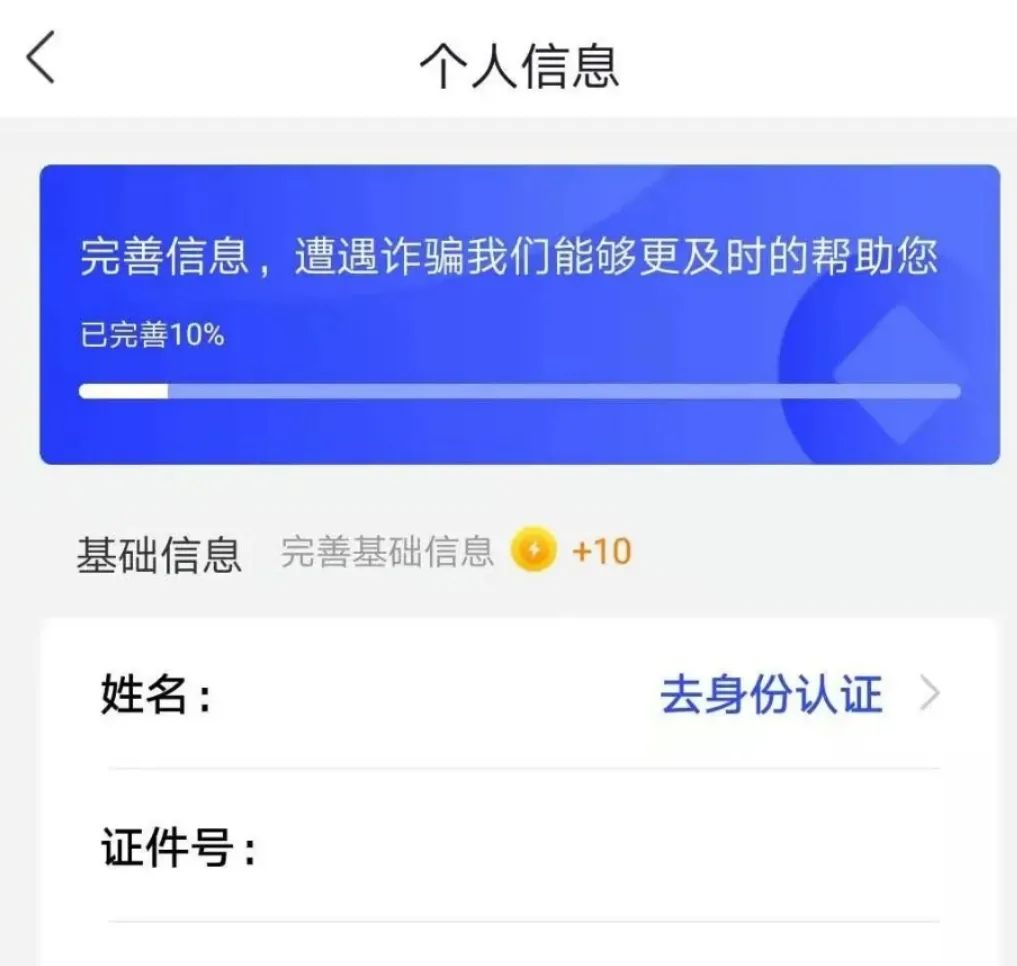 个人信息
完善信息，遭遇诈骗我们能够更及时的帮助您
已完善10%
基础信息 完善基础信息 +10
姓名: 去身份认证
证件号: